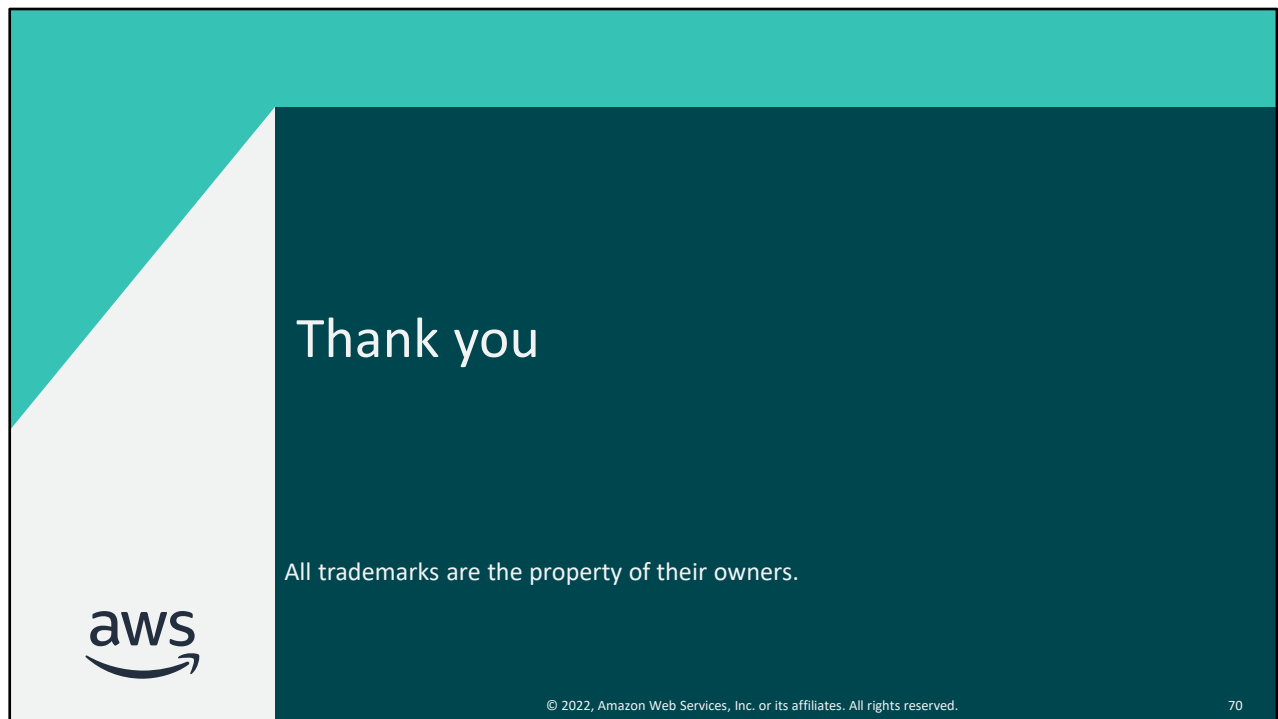 Thank you
All trademarks are the property of their owners.
aws
© 2022, Amazon Web Services, Inc. or its affiliates. All rights reserved.
70